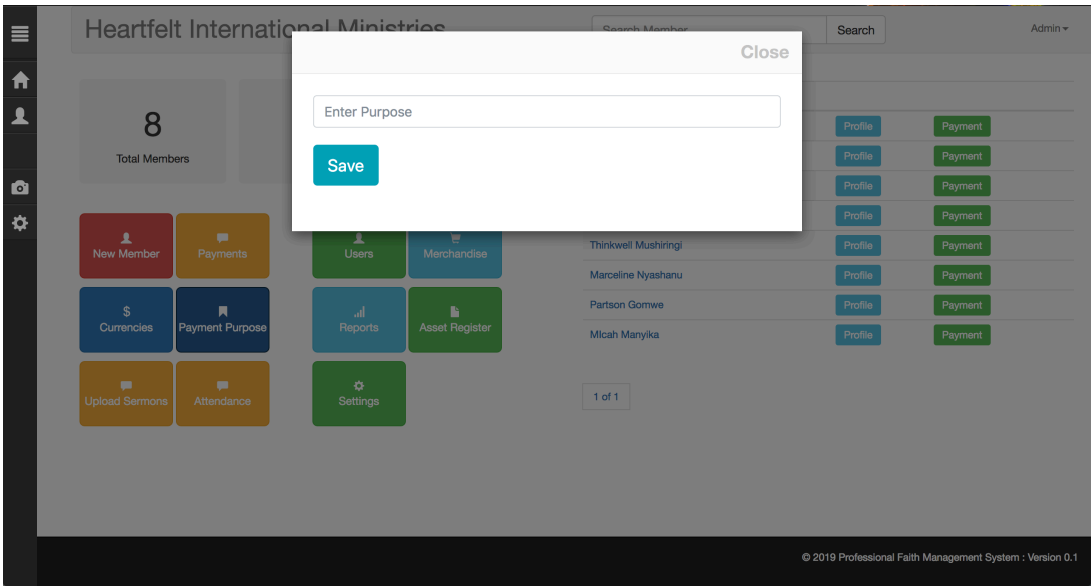 Heartfelt International Ministries
Search Member
Search
Admin
Close
Enter Purpose
Save
8
Total Members
New Member
Payments
Users
Merchandise
Currencies
Payment Purpose
Reports
Asset Register
Upload Sermons
Attendance
Settings
Profile Payment
Profile Payment
Profile Payment
Profile Payment
Thinkwell Mushiringi Profile Payment
Marceline Nyashanu Profile Payment
Partson Gomwe Profile Payment
MIcah Manyika Profile Payment
1 of 1
© 2019 Professional Faith Management System : Version 0.1